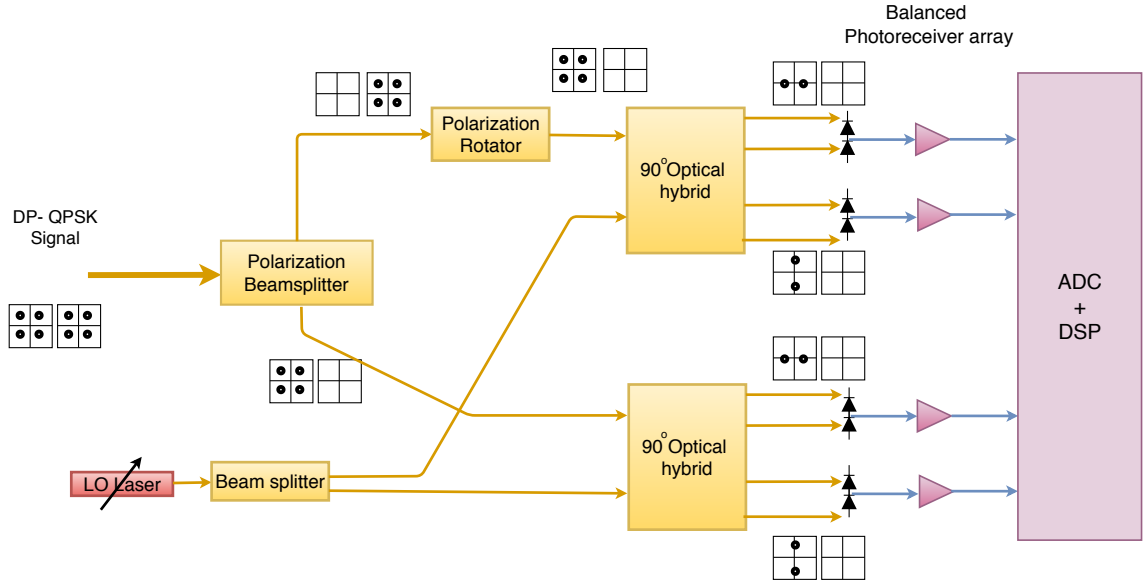 Balanced
Photoreceiver array
Polarization
Rotator
90°Optical
hybrid
DP- QPSK
Signal
Polarization
Beamsplitter
ADC
+
DSP
90°Optical
hybrid
LO Laser
Beam splitter